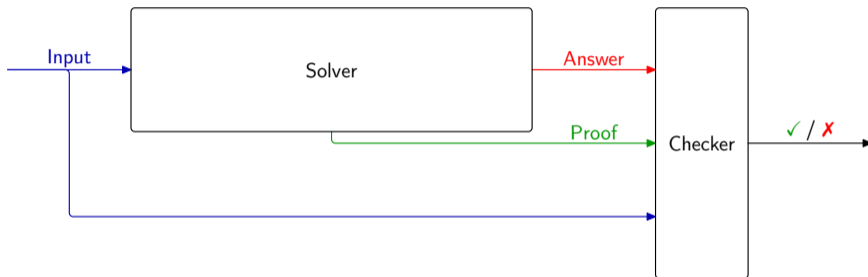 Input
Solver
Answer
Proof
Checker
✓ / ✗